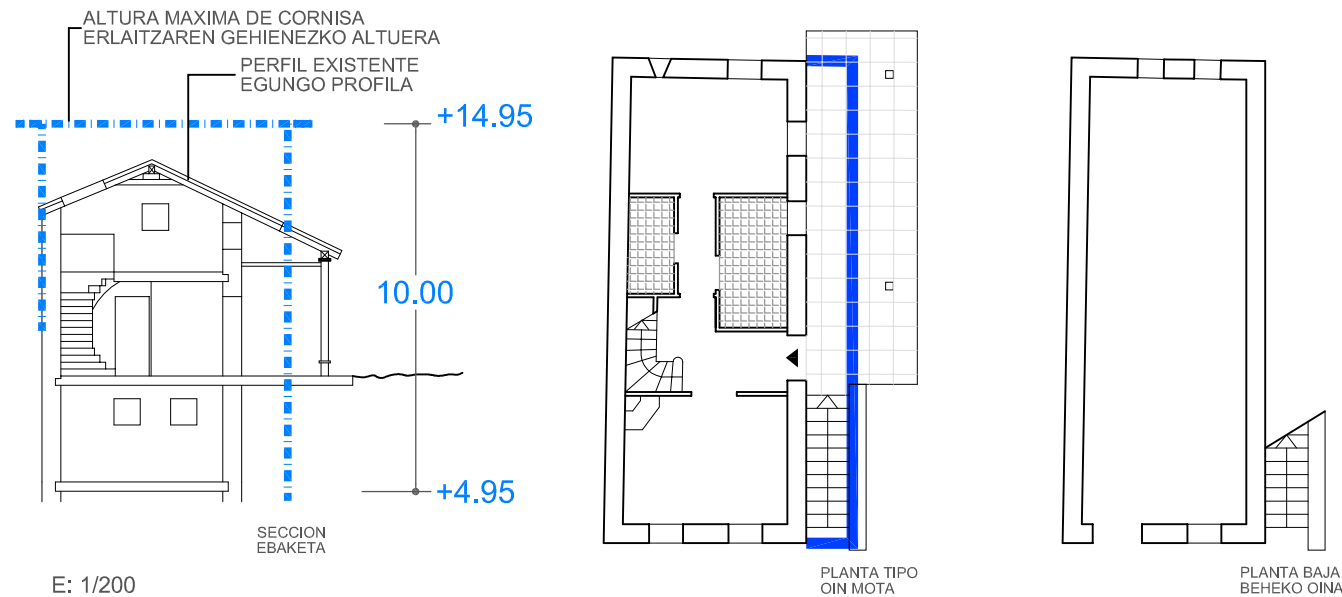 ALTURA MAXIMA DE CORNISA
ERLAITZAREN GEHIENEZKO ALTUERA
PERFIL EXISTENTE
EGUNGO PROFILA
+14.95
10.00
+4.95
SECCION
EBAKETA
E: 1/200
PLANTA TIPO
OIN MOTA
PLANTA BAJA
BEHEKO OINA